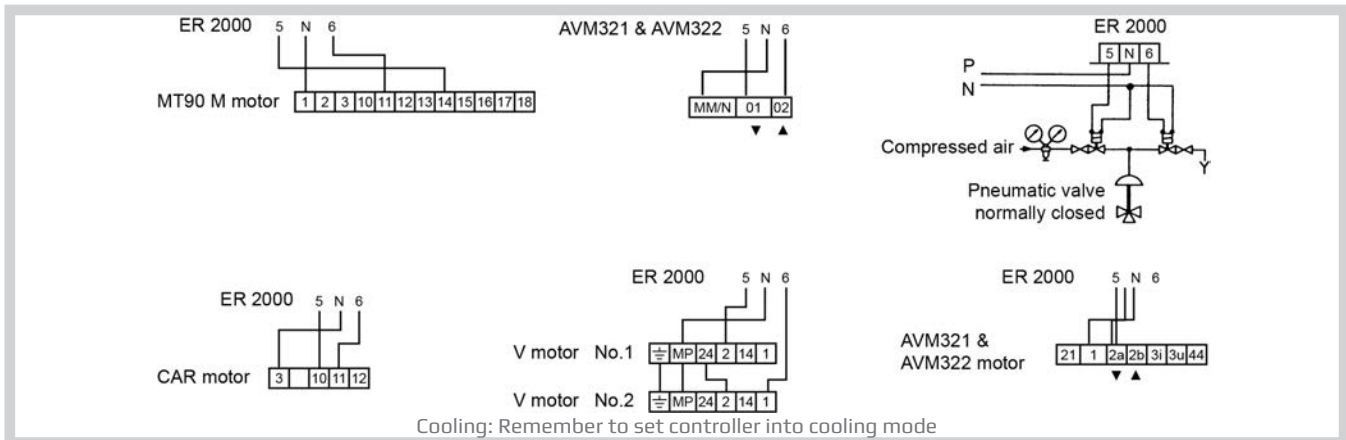 ER 2000 5 N 6
MT90 M motor 1 2 3 10 11 12 13 14 15 16 17 18
AVM321 & AVM322 5 N 6
MM/N 01 02
▼ ▲
ER 2000
5 N 6
P
N
Compressed air
Y
Pneumatic valve
normally closed
ER 2000 5 N 6
CAR motor 3 10 11 12
ER 2000 5 N 6
V motor No.1 MP 24 2 14 1
V motor No.2 MP 24 2 14 1
ER 2000 5 N 6
AVM321 &
AVM322 motor
21 1 2a 2b 3i 3u 44
▼ ▲
Cooling: Remember to set controller into cooling mode